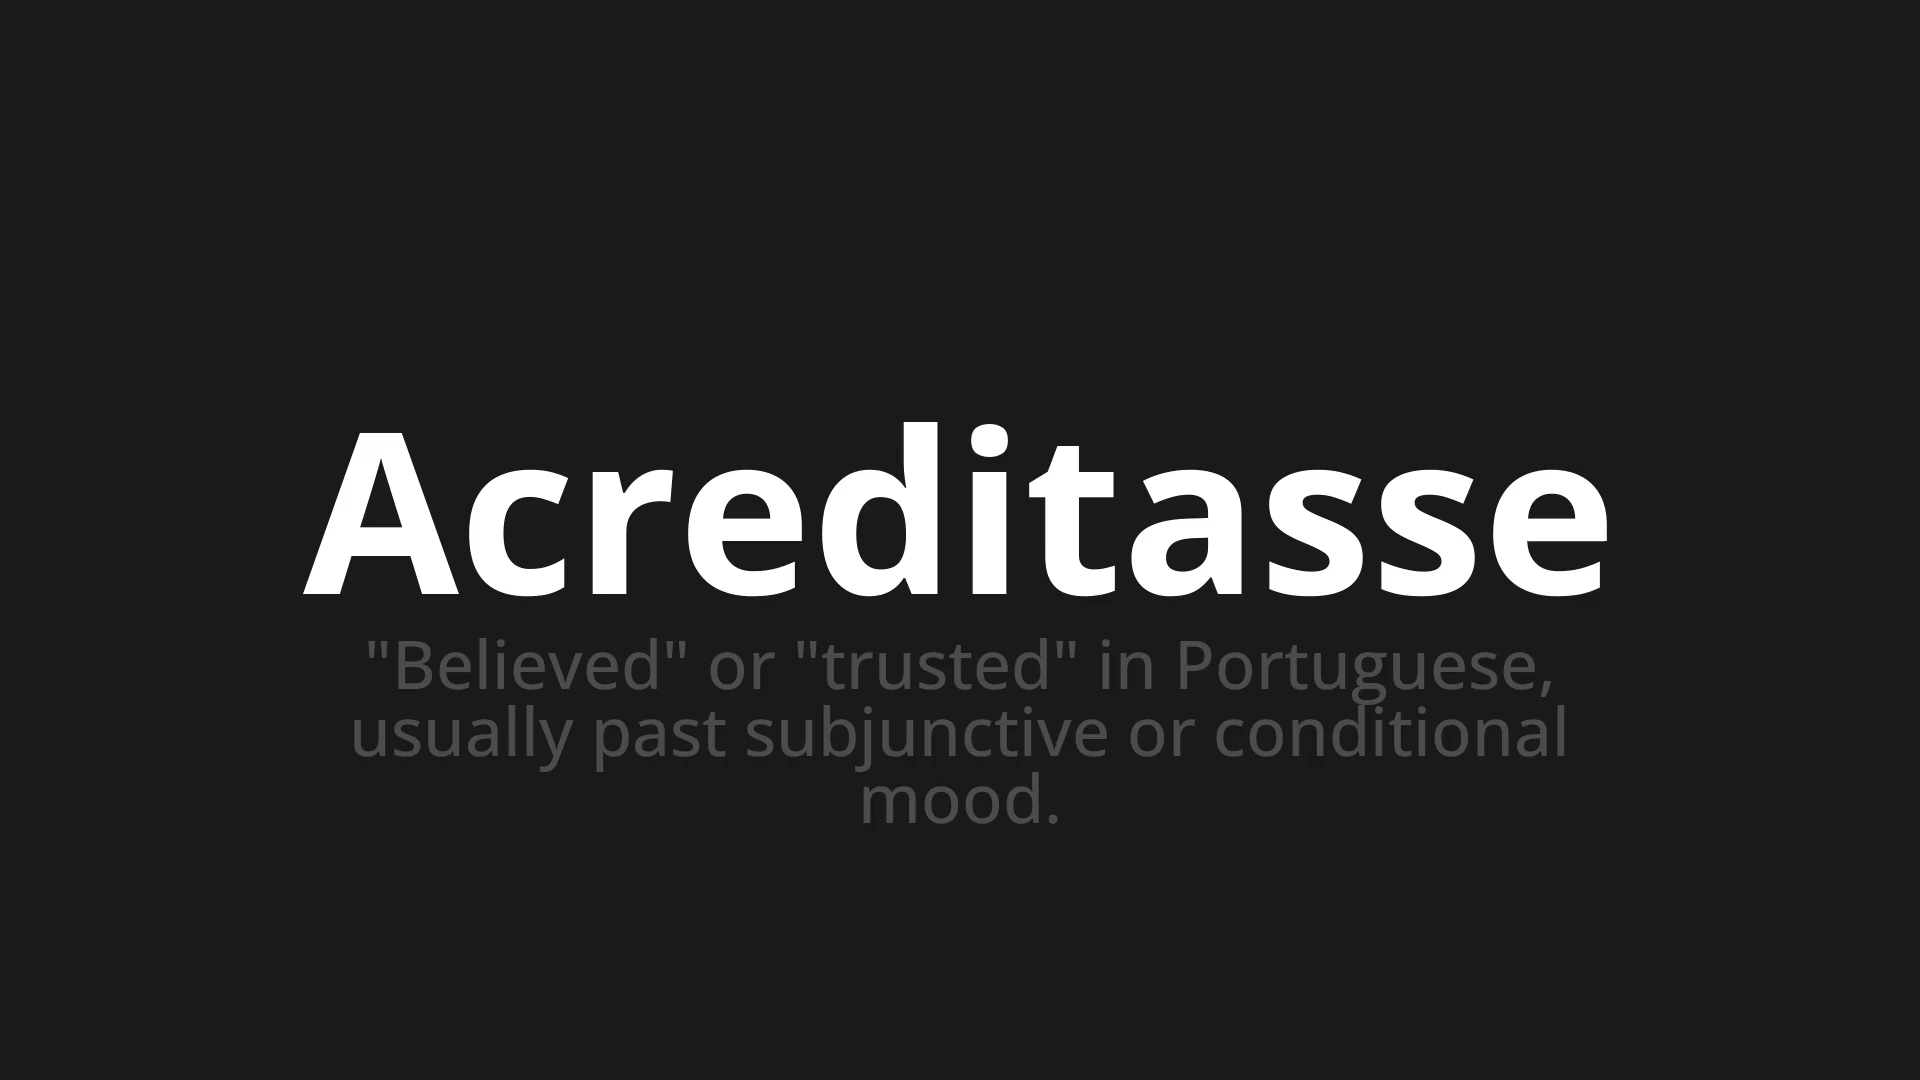 Acreditasse
"Believed" or "trusted" in Portuguese,
usually past subjunctive or conditional
mood.